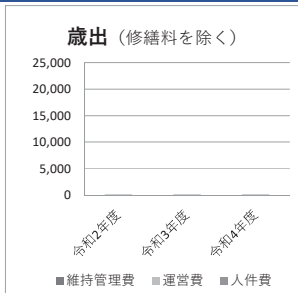 歳出（修繕料を除く）
25,000
20,000
15,000
10,000
5,000
0
令和2年度
令和3年度
令和4年度
■維持管理費 ■運営費 ■人件費